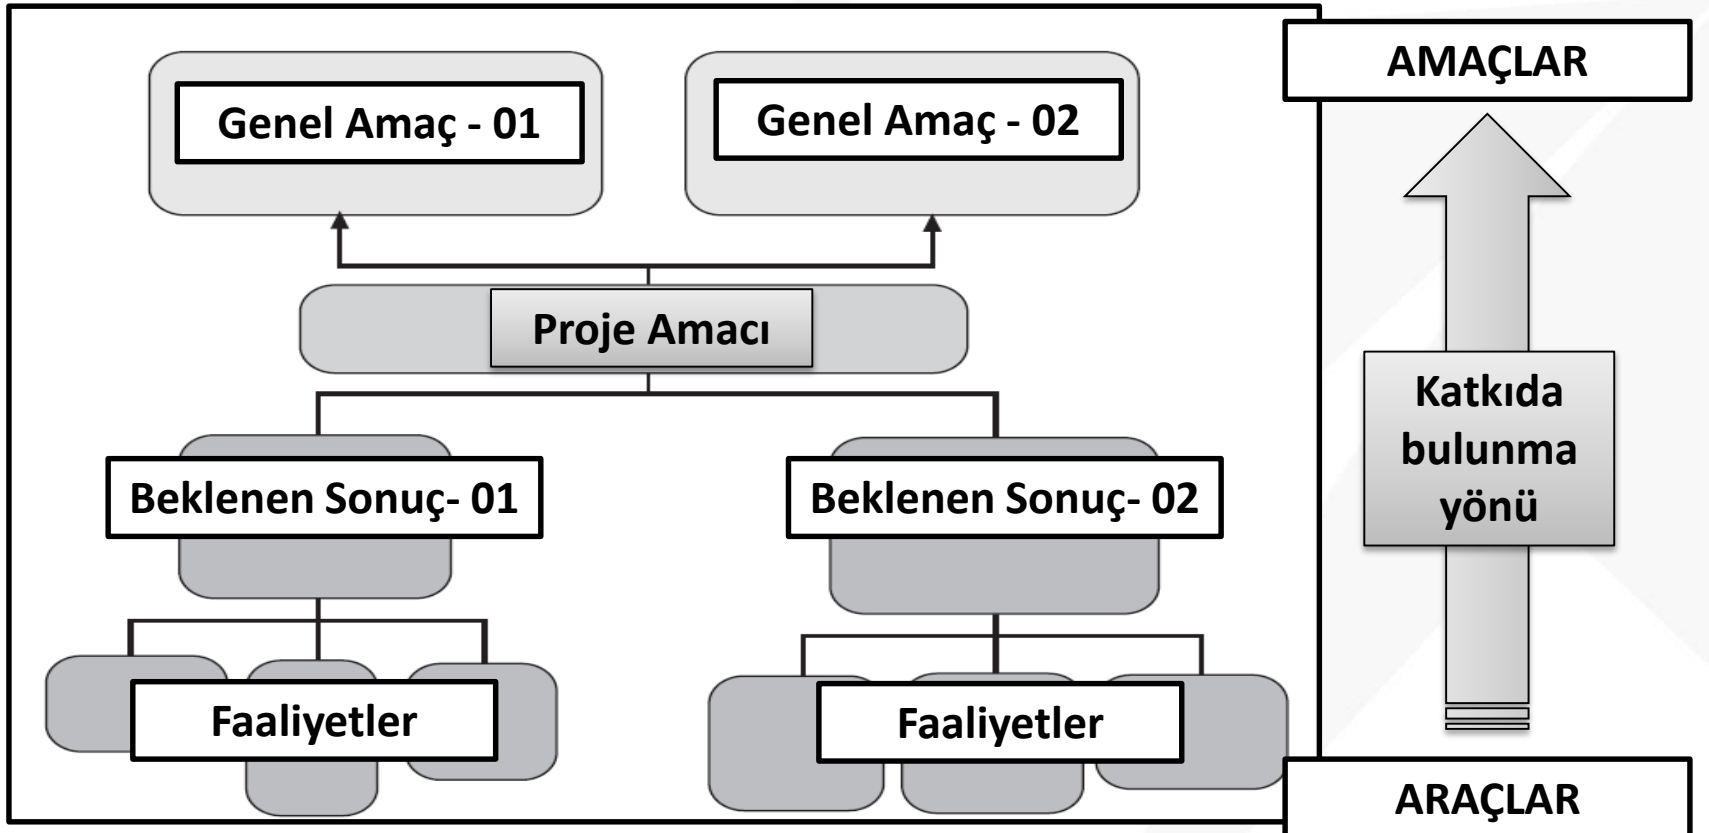 AMAÇLAR
Genel Amaç - 01
Genel Amaç - 02
Proje Amacı
Katkıda
bulunma
yönü
Beklenen Sonuç- 01
Beklenen Sonuç- 02
Faaliyetler
Faaliyetler
ARAÇLAR